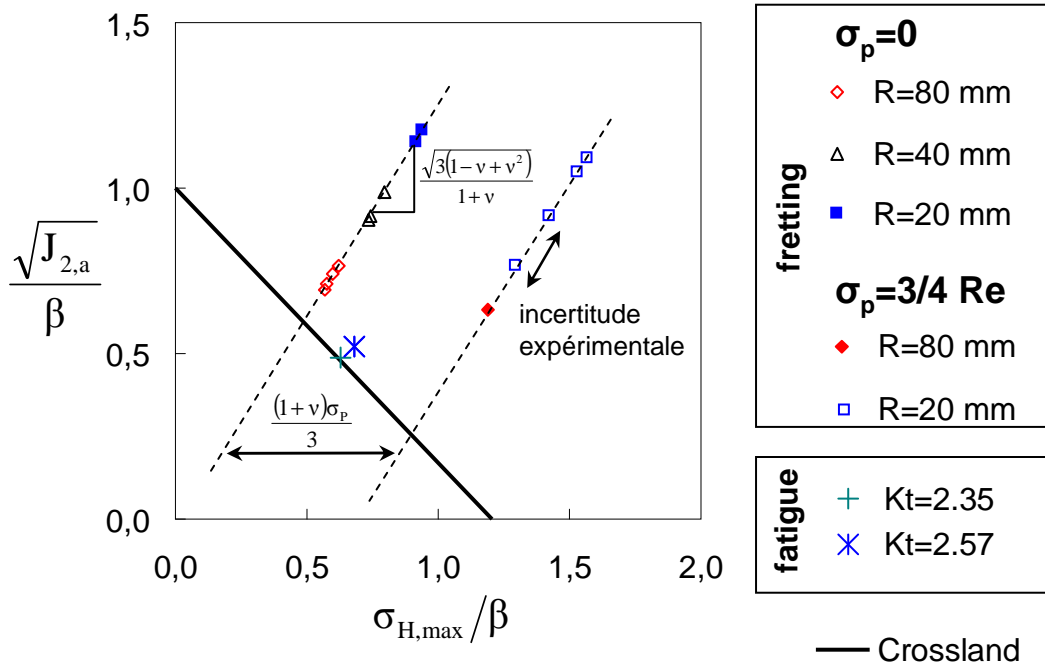 1,5
1,0
0,5
0,0
√J2,a
β
0,0
0,5
1,0
1,5
2,0
σH,max/β
√3(1-ν+ν²)
1+ν
(1+ν)σP
3
incertitude
expérimentale
fretting
σp=0
R=80 mm
R=40 mm
R=20 mm
σp=3/4 Re
R=80 mm
R=20 mm
fatigue
Kt=2.35
Kt=2.57
Crossland